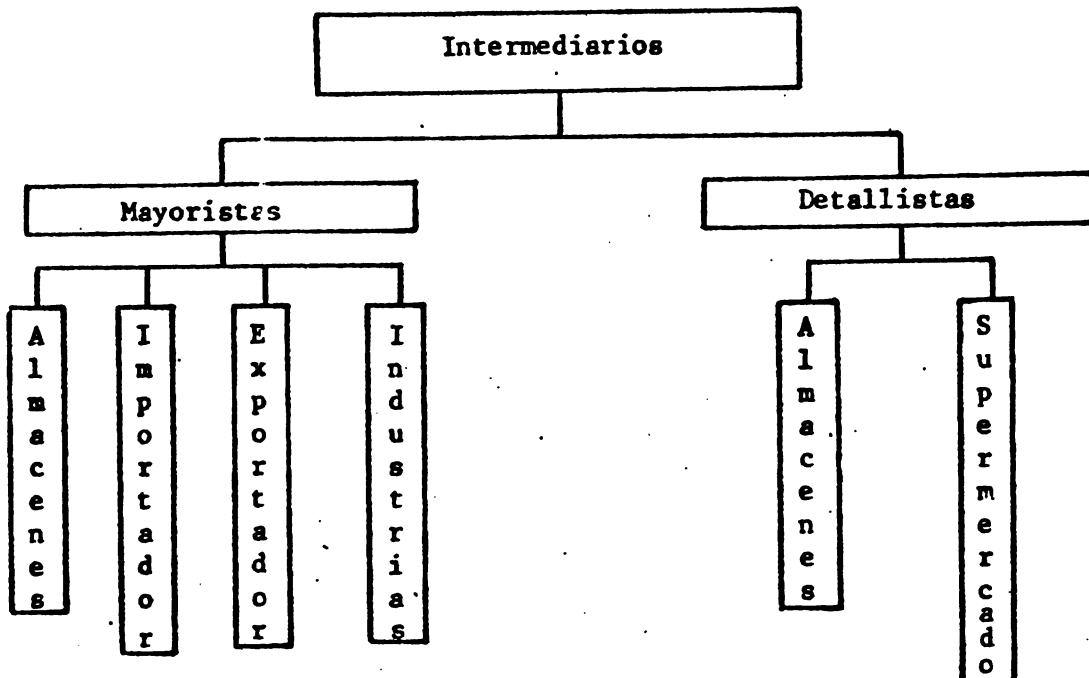 Intermediarios
Mayoristas
Detallistas
Almacenes
Importador
Exportador
Industrias
Almacenes
Supermercado